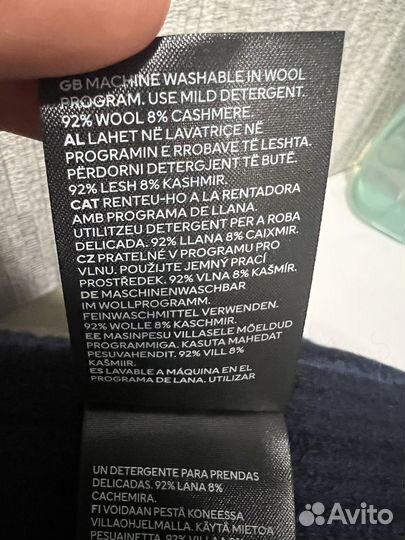 GB MACHINE WASHABLE IN WOOL
PROGRAM. USE MILD DETERGENT.
92% WOOL 8% CASHMERE.
AL LAHET NË LAVATRIÇE NË
PROGRAMIN E RROBAVE TË LESHTA.
PËRDORNI DETERGJENT TË BUTË.
92% LESH 8% KASHMIR.
CAT RENTEU-HO A LA RENTADORA
AMB PROGRAMA DE LLANA.
UTILITZEU DETERGENT PER A ROBA
DELICADA. 92% LLANA 8% CAIXMIR.
CZ PRATELNÉ V PROGRAMU PRO
VLNU. POUŽIJTE JEMNÝ PRACÍ
PROSTŘEDEK. 92% VLNA 8% KAŠMÍR.
DE MASCHINENWASCHBAR
IM WOLLPROGRAMM.
FEINWASCHMITTEL VERWENDEN.
92% WOLLE 8% KASCHMIR.
EE MASINPESU VILLASELE MÕELDUD
PROGRAMMIGA. KASUTA MAHEDAT
PESUVAHENDIT. 92% VILL 8%
KAŠMIIR.
ES LAVABLE A MÁQUINA EN EL
PROGRAMA DE LANA. UTILIZAR
UN DETERGENTE PARA PRENDAS
DELICADAS. 92% LANA 8%
CACHEMIRA.
FI VOIDAAN PESTÄ KONEESSA
VILLAOHJELMALLA. KÄYTÄ MIETOA
PESUAINETTA. 92% VILLA 8%
Avito